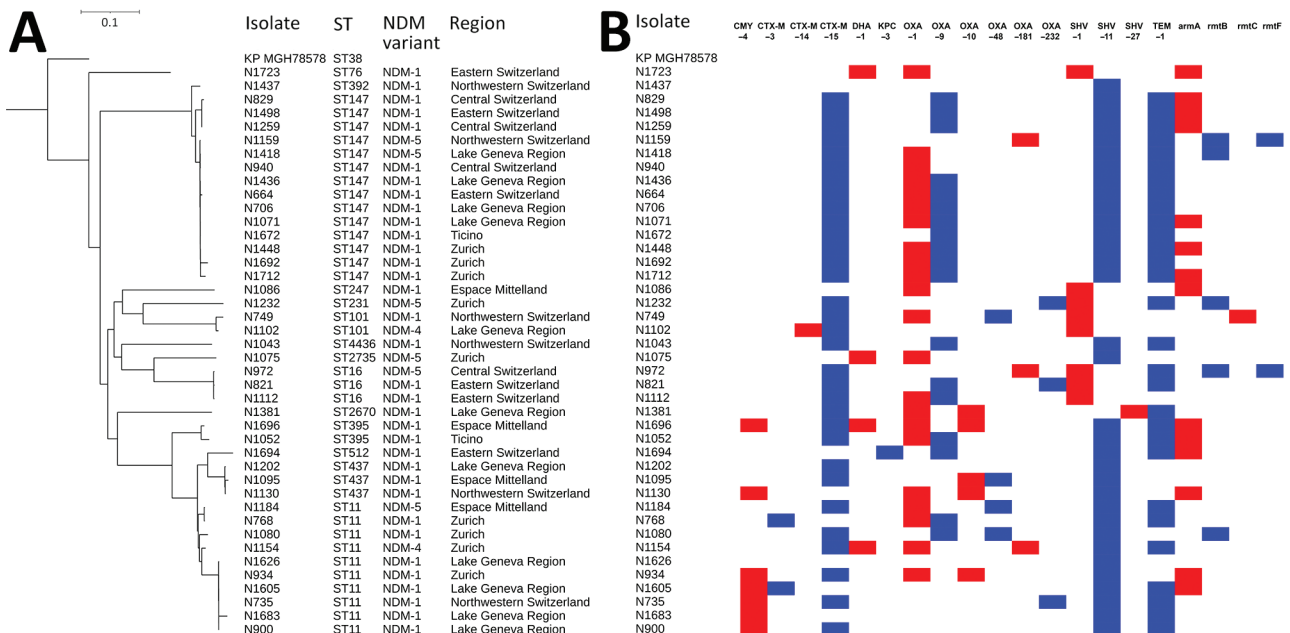 0.1
A
Isolate ST NDM variant Region
KP MGH78578 ST38
N1723 ST76 NDM-1 Eastern Switzerland
N1437 ST392 NDM-1 Northwestern Switzerland
N829 ST147 NDM-1 Central Switzerland
N1498 ST147 NDM-1 Eastern Switzerland
N1259 ST147 NDM-1 Central Switzerland
N1159 ST147 NDM-5 Northwestern Switzerland
N1418 ST147 NDM-5 Lake Geneva Region
N940 ST147 NDM-1 Central Switzerland
N1436 ST147 NDM-1 Lake Geneva Region
N664 ST147 NDM-1 Eastern Switzerland
N706 ST147 NDM-1 Lake Geneva Region
N1071 ST147 NDM-1 Lake Geneva Region
N1672 ST147 NDM-1 Ticino
N1448 ST147 NDM-1 Zurich
N1692 ST147 NDM-1 Zurich
N1712 ST147 NDM-1 Zurich
N1086 ST247 NDM-1 Espace Mittelland
N1232 ST231 NDM-5 Zurich
N749 ST101 NDM-1 Northwestern Switzerland
N1102 ST101 NDM-4 Lake Geneva Region
N1043 ST4436 NDM-1 Northwestern Switzerland
N1075 ST2735 NDM-5 Zurich
N972 ST16 NDM-5 Central Switzerland
N821 ST16 NDM-1 Eastern Switzerland
N1112 ST16 NDM-1 Eastern Switzerland
N1381 ST2670 NDM-1 Lake Geneva Region
N1696 ST395 NDM-1 Espace Mittelland
N1052 ST395 NDM-1 Ticino
N1694 ST512 NDM-1 Eastern Switzerland
N1202 ST437 NDM-1 Lake Geneva Region
N1095 ST437 NDM-1 Espace Mittelland
N1130 ST437 NDM-1 Northwestern Switzerland
N1184 ST11 NDM-5 Espace Mittelland
N768 ST11 NDM-1 Zurich
N1080 ST11 NDM-1 Zurich
N1154 ST11 NDM-4 Zurich
N1626 ST11 NDM-1 Lake Geneva Region
N934 ST11 NDM-1 Zurich
N1605 ST11 NDM-1 Lake Geneva Region
N735 ST11 NDM-1 Northwestern Switzerland
N1683 ST11 NDM-1 Lake Geneva Region
N900 ST11 NDM-1 Lake Geneva Region
B
Isolate CMY CTX-M CTX-M CTX-M DHA KPC OXA OXA OXA OXA OXA OXA SHV SHV SHV TEM armA rmtB rmtC rmtF
–4 –3 –14 –15 –1 –3 –1 –9 –10 –48 –181 –232 –1 –11 –27 –1
KP MGH78578
N1723
N1437
N829
N1498
N1259
N1159
N1418
N940
N1436
N664
N706
N1071
N1672
N1448
N1692
N1712
N1086
N1232
N749
N1102
N1043
N1075
N972
N821
N1112
N1381
N1696
N1052
N1694
N1202
N1095
N1130
N1184
N768
N1080
N1154
N1626
N934
N1605
N735
N1683
N900